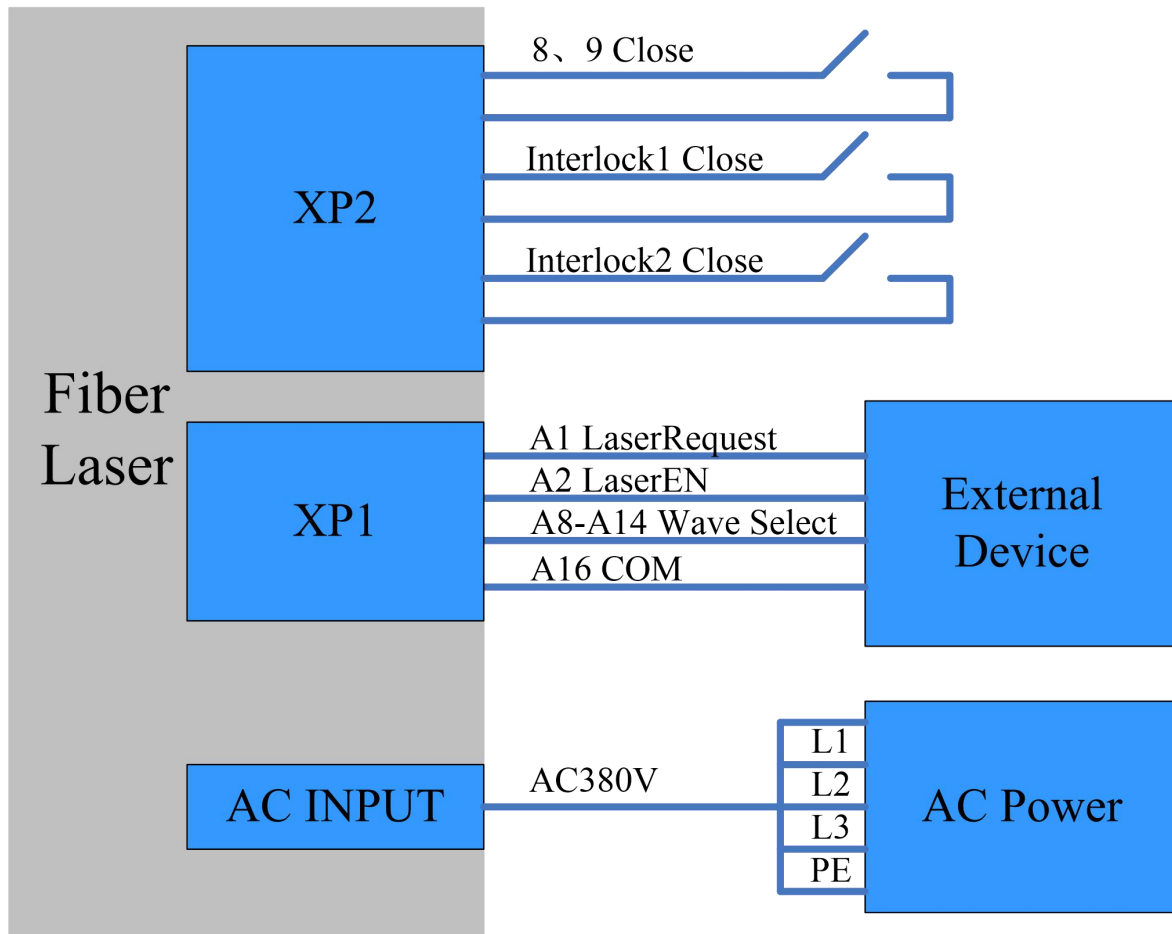 8、9 Close
Interlock1 Close
XP2
Interlock2 Close
Fiber
Laser
A1 LaserRequest
A2 LaserEN
XP1
A8-A14 Wave Select
A16 COM
External
Device
AC INPUT
AC380V
L1
L2
L3
PE
AC Power